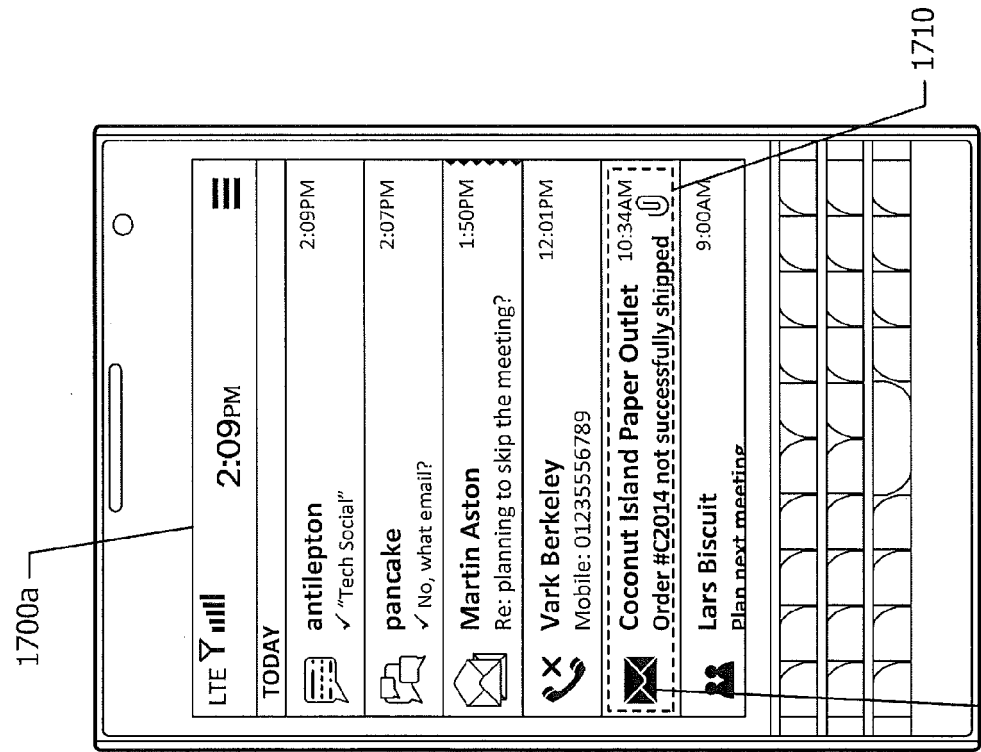 1700a
LTE 2:09PM
TODAY
antilepton 2:09PM
✓ "Tech Social"
pancake 2:07PM
✓ No, what email?
Martin Aston 1:50PM
Re: planning to skip the meeting?
Vark Berkeley 12:01PM
Mobile: 01235556789
Coconut Island Paper Outlet 10:34AM
Order #C2014 not successfully shipped
Lars Biscuit 9:00AM
Plan next meeting
1710